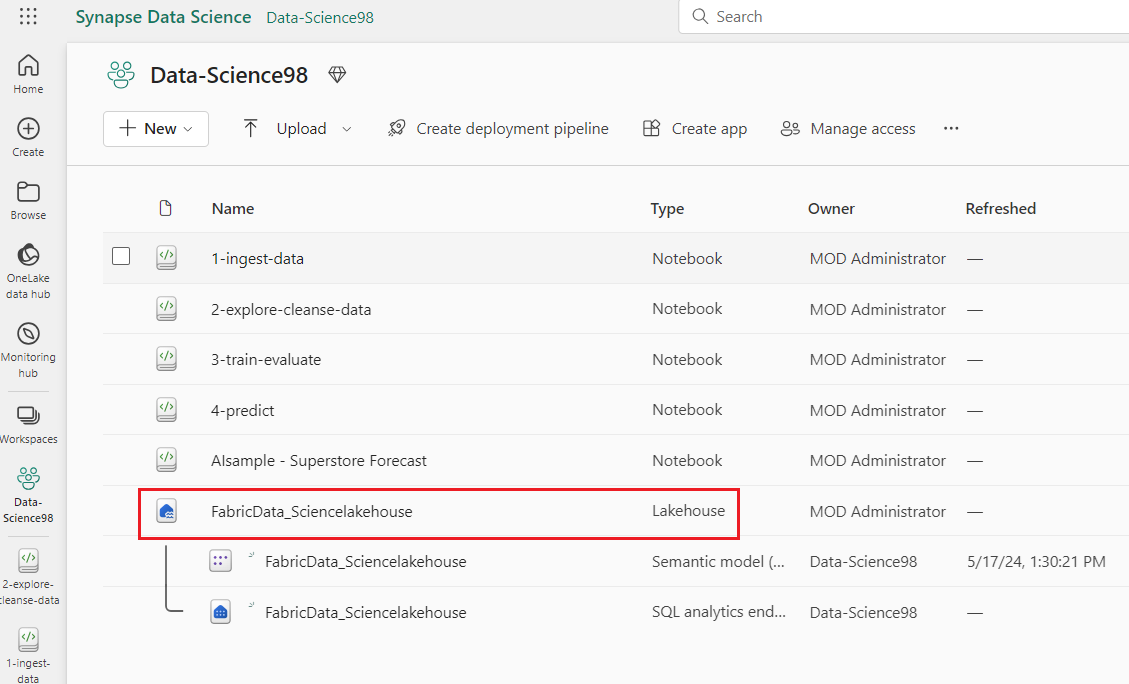 Synapse Data Science Data-Science98
Search
Home
Create
Browse
OneLake
data hub
Monitoring
hub
Workspaces
Data-
Science98
2-explore-
cleanse-data
1-ingest-
data
Data-Science98
New Upload Create deployment pipeline Create app Manage access ...
Name Type Owner Refreshed
1-ingest-data Notebook MOD Administrator —
2-explore-cleanse-data Notebook MOD Administrator —
3-train-evaluate Notebook MOD Administrator —
4-predict Notebook MOD Administrator —
AIsample - Superstore Forecast Notebook MOD Administrator —
FabricData_Sciencelakehouse Lakehouse MOD Administrator —
FabricData_Sciencelakehouse Semantic model (... Data-Science98 5/17/24, 1:30:21 PM
FabricData_Sciencelakehouse SQL analytics end... Data-Science98 —